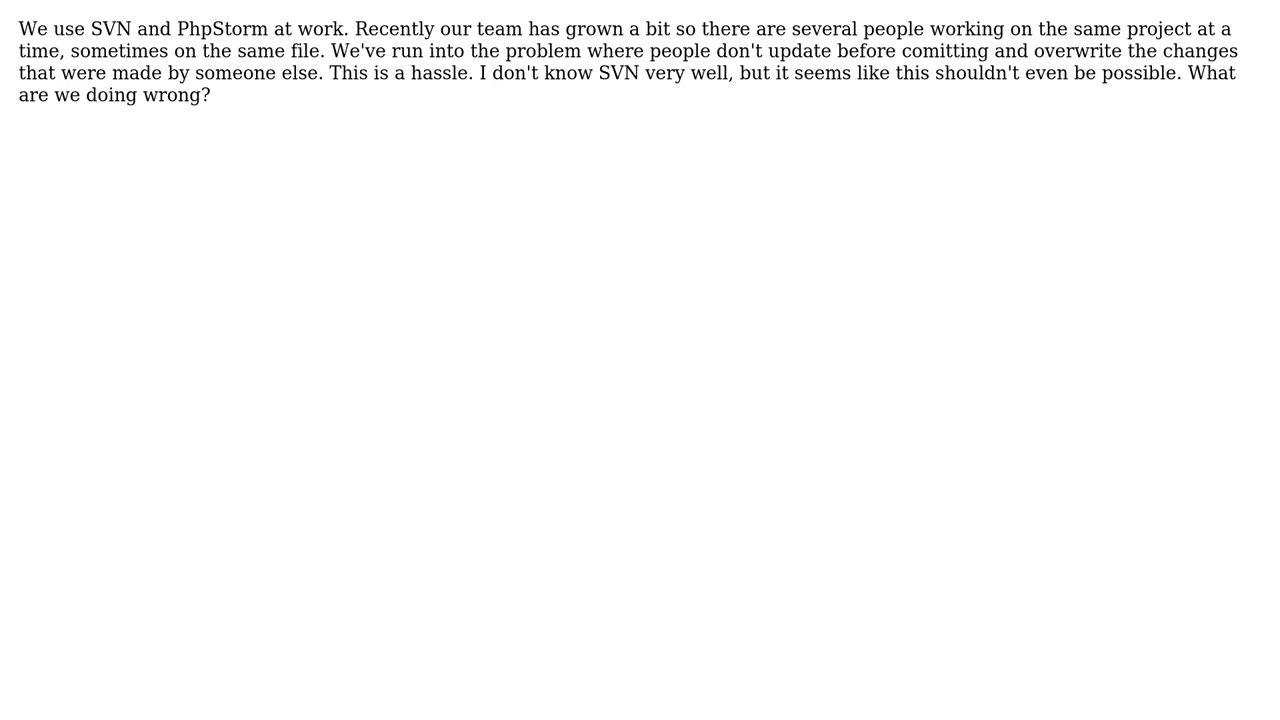 We use SVN and PhpStorm at work. Recently our team has grown a bit so there are several people working on the same project at a
time, sometimes on the same file. We've run into the problem where people don't update before comitting and overwrite the changes
that were made by someone else. This is a hassle. I don't know SVN very well, but it seems like this shouldn't even be possible. What
are we doing wrong?